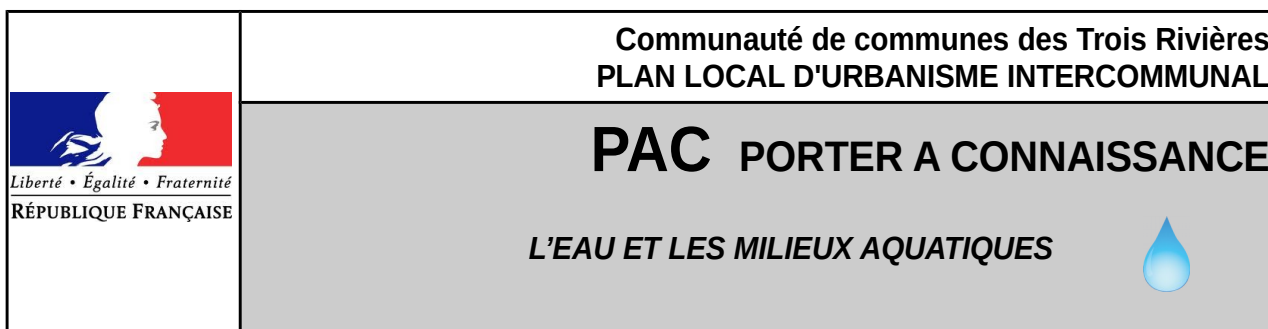 Communauté de communes des Trois Rivières
PLAN LOCAL D'URBANISME INTERCOMMUNAL
PAC PORTER A CONNAISSANCE
Liberté • Égalité • Fraternité
RÉPUBLIQUE FRANÇAISE
L'EAU ET LES MILIEUX AQUATIQUES